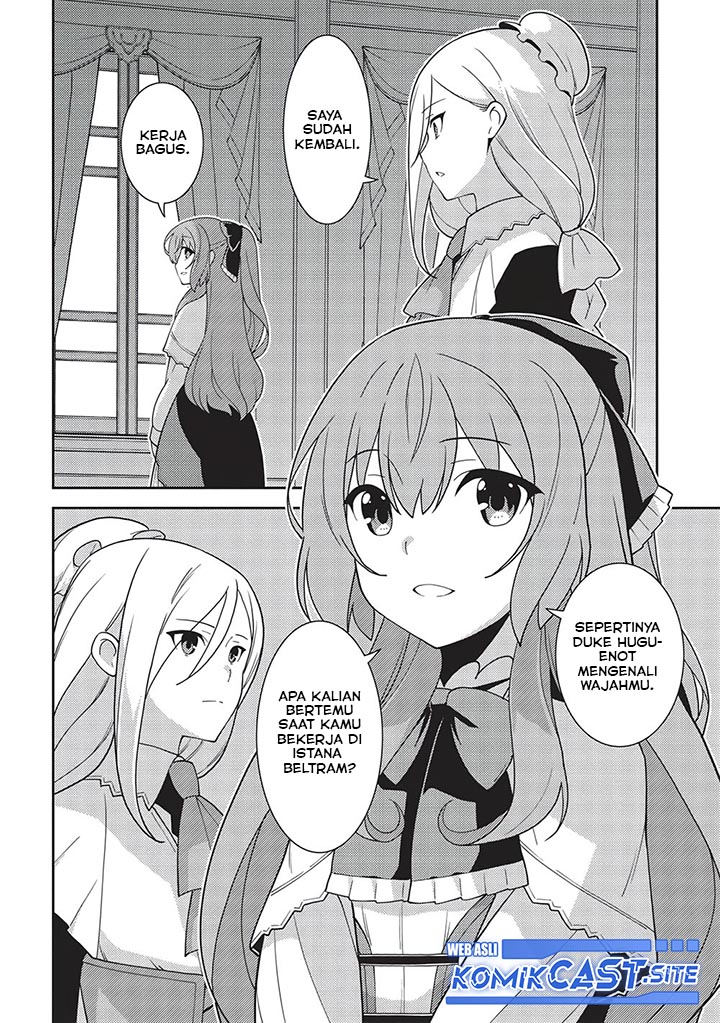 SAYA
SUDAH
KEMBALI.
KERJA
BAGUS.
SEPERTINYA
DUKE HUGU-
ENOT
MENGENALI
WAJAHMU.
APA KALIAN
BERTEMU
SAAT KAMU
BEKERJA DI
ISTANA
BELTRAM?
WEB ASLI
KOMIKCAST.SITE